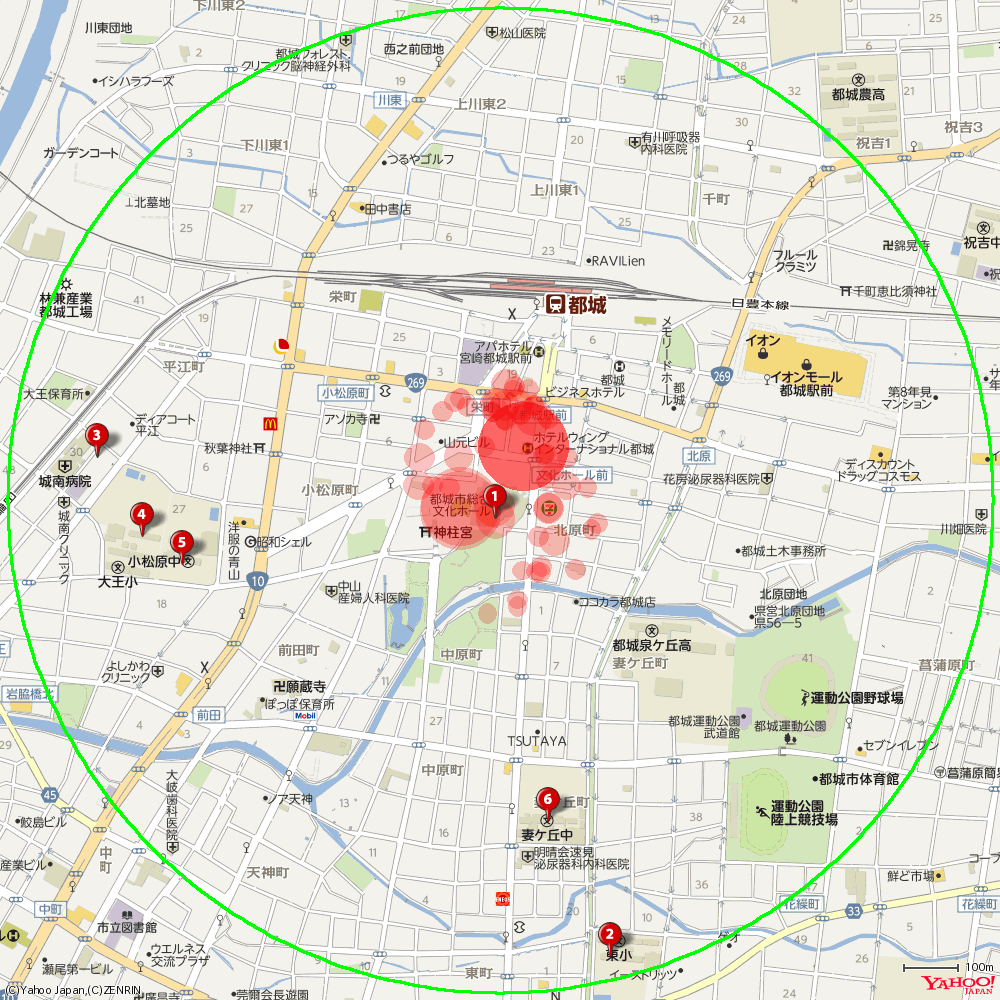 下川東2
川東団地
松山医院
24
都城フォレスト
クリニック脳神経外科
西之前団地
イシハラフーズ
川東
上川東2
都城農高
祝吉3
祝吉1
有川呼吸器
内科医院
ガーデンコート
下川東1
つるやゴルフ
上川東1
北墓地
田中書店
千町
祝吉中
錦晃寺
フルール
クラミツ
RAVILien
林兼産業
都城工場
栄町
都城
日豊本線
千町恵比須神社
メモリードホール
都城
アパホテル
宮崎都城駅前
都城
イオン
イオンモール
都城駅前
平江町
269
269
小松原町
ビジネスホテル
大王保育所
栄町
都城駅前
第8年見
マンション
ディアコート
平江
アソカ寺
山元ビル
ホテルウィング
インターナショナル都城
北原
3
30
城南病院
秋葉神社
文化ホール前
花房泌尿器科医院
ディスカウント
ドラッグコスモス
小松原町
都城市総合
文化ホール
1
4
5
城南クリニック
洋服の青山
昭和シェル
神柱宮
北原町
川畑医院
小松原中
大王小
都城土木事務所
10
中山
産婦人科医院
ココカラ都城店
北原団地
県営北原団地
県56ー5
都城泉ケ丘高
妻ケ丘町
中原町
前田町
よしかわ
クリニック
菖蒲原町
41
岩脇橋北
願蔵寺
ぽっぽ保育所
Mobil
前田
運動公園野球場
都城運動公園
武道館
都城運動公園
TSUTAYA
セブンイレブン
中原町
都城市体育館
大岐歯科医院
ノア天神
45
6
運動公園
陸上競技場
鮫島ビル
妻ケ丘中
明晴会速見
泌尿器科内科医院
産業ビル
中町
天神町
鮮ど市場
中町
市立図書館
花繰町
33
花繰町
2
東小
ウエルネス
交流プラザ
瀬尾第一ビル
東町
イーストリッツ
100m
YAHOO!
JAPAN
(C)Yahoo Japan,(C)ZENRIN
廣昌寺
莞爾会長遊園